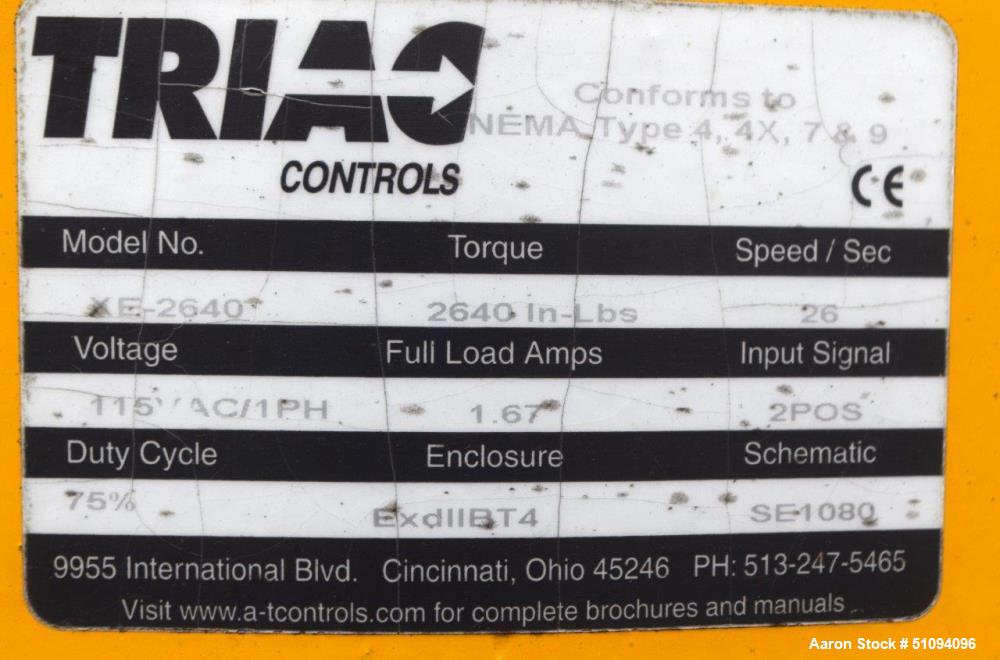 TRIAC
CONTROLS
Conforms to
NEMA Type 4, 4X, 7 & 9
CE
Model No. Torque Speed / Sec
XE-2640 2640 In-Lbs 26
Voltage Full Load Amps Input Signal
115VAC/1PH 1.67 2POS
Duty Cycle Enclosure Schematic
75% ExdIIBT4 SE1080
9955 International Blvd. Cincinnati, Ohio 45246 PH: 513-247-5465
Visit www.a-tcontrols.com for complete brochures and manuals
Aaron Stock # 51094096